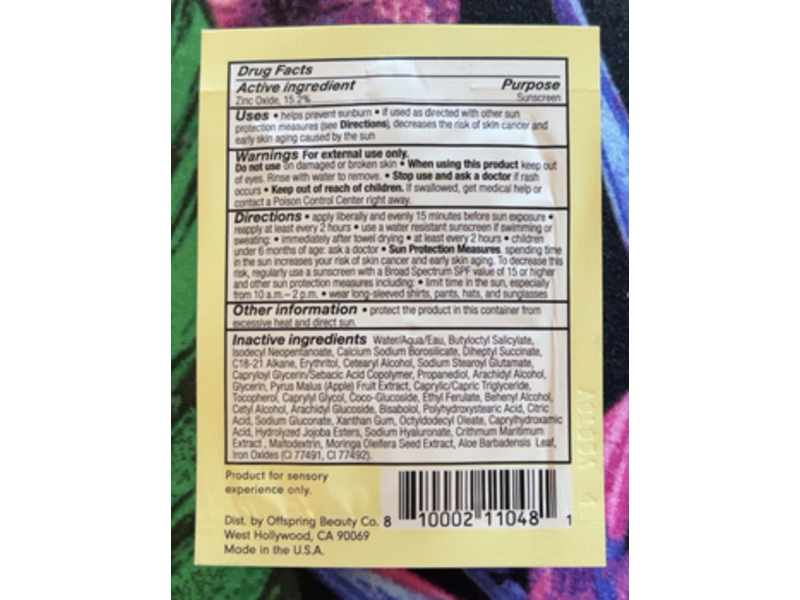 Drug Facts
Active ingredient Purpose
Zinc Oxide, 15.2% Sunscreen
Uses • helps prevent sunburn • if used as directed with other sun
protection measures (see Directions), decreases the risk of skin cancer and
early skin aging caused by the sun
Warnings For external use only.
Do not use on damaged or broken skin • When using this product keep out
of eyes. Rinse with water to remove. • Stop use and ask a doctor if rash
occurs • Keep out of reach of children. If swallowed, get medical help or
contact a Poison Control Center right away.
Directions • apply liberally and evenly 15 minutes before sun exposure •
reapply at least every 2 hours • use a water resistant sunscreen if swimming or
sweating: • immediately after towel drying • at least every 2 hours • children
under 6 months of age: ask a doctor • Sun Protection Measures. spending time
in the sun increases your risk of skin cancer and early skin aging. To decrease this
risk, regularly use a sunscreen with a Broad Spectrum SPF value of 15 or higher
and other sun protection measures including: • limit time in the sun, especially
from 10 a.m. – 2 p.m. • wear long-sleeved shirts, pants, hats, and sunglasses
Other information • protect the product in this container from
excessive heat and direct sun.
Inactive ingredients Water/Aqua/Eau, Butyloctyl Salicylate,
Isodecyl Neopentanoate, Calcium Sodium Borosilicate, Diheptyl Succinate,
C18-21 Alkane, Erythritol, Cetearyl Alcohol, Sodium Stearoyl Glutamate,
Capryloyl Glycerin/Sebacic Acid Copolymer, Propanediol, Arachidyl Alcohol,
Glycerin, Pyrus Malus (Apple) Fruit Extract, Caprylic/Capric Triglyceride,
Tocopherol, Caprylyl Glycol, Coco-Glucoside, Ethyl Ferulate, Behenyl Alcohol,
Cetyl Alcohol, Arachidyl Glucoside, Bisabolol, Polyhydroxystearic Acid, Citric
Acid, Sodium Gluconate, Xanthan Gum, Octyldodecyl Oleate, Caprylhydroxamic
Acid, Hydrolyzed Jojoba Esters, Sodium Hyaluronate, Crithmum Maritimum
Extract , Maltodextrin, Moringa Oleifera Seed Extract, Aloe Barbadensis Leaf,
Iron Oxides (CI 77491, CI 77492).
Product for sensory
experience only.
Dist. by Offspring Beauty Co.
West Hollywood, CA 90069
Made in the U.S.A.
8 10002 11048 1